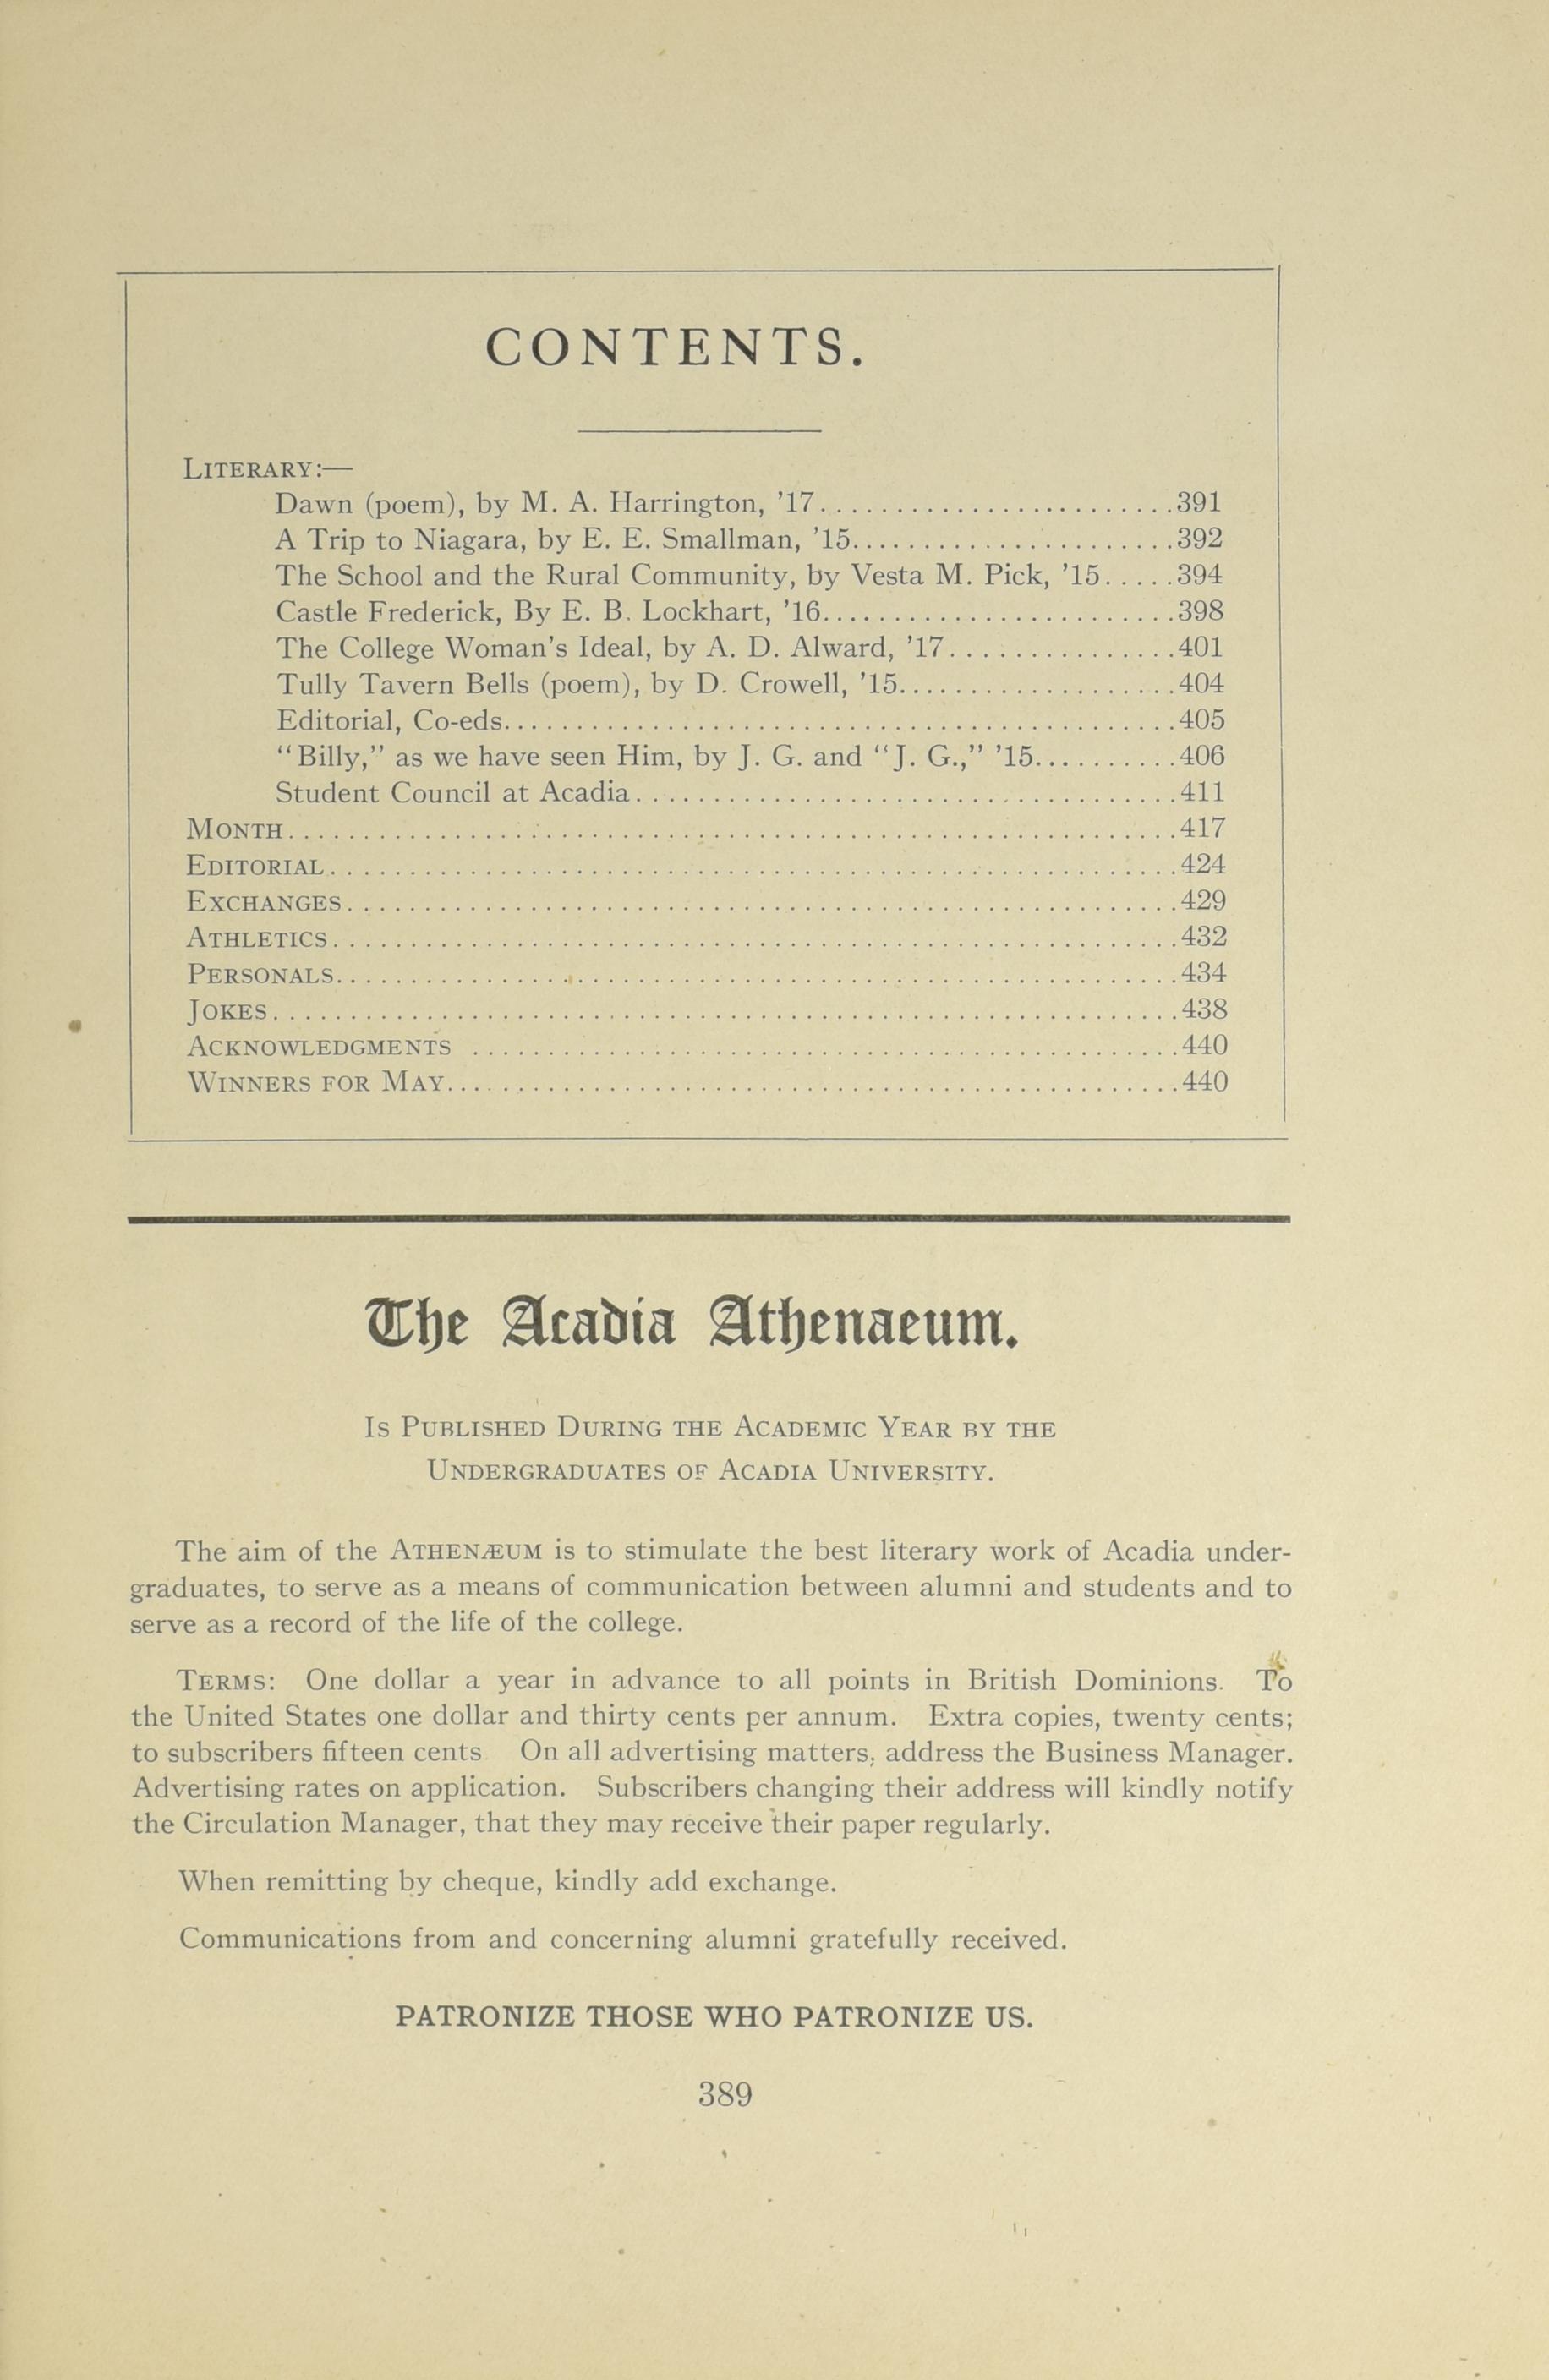 CONTENTS.
LITERARY:—
Dawn (poem), by M. A. Harrington, ’17..........................391
A Trip to Niagara, by E. E. Smallman, ’15.......................392
The School and the Rural Community, by Vesta M. Pick, ’15.....394
Castle Frederick, By E. B. Lockhart, ’16.........................398
The College Woman’s Ideal, by A. D. Alward, ’17................401
Tully Tavern Bells (poem), by D. Crowell, ’15...................404
Editorial, Co-eds..............................................405
“Billy,” as we have seen Him, by J. G. and “J. G.,” ’15..........406
Student Council at Acadia......................................411
MONTH............................................................417
EDITORIAL.........................................................424
EXCHANGES........................................................429
ATHLETICS.........................................................432
PERSONALS.........................................................434
JOKES.............................................................438
ACKNOWLEDGMENTS ................................................440
WINNERS FOR MAY..................................................440
The Acadia Athenaeum.
IS PUBLISHED DURING THE ACADEMIC YEAR BY THE
UNDERGRADUATES OF ACADIA UNIVERSITY.
The aim of the ATHENÆUM is to stimulate the best literary work of Acadia under-
graduates, to serve as a means of communication between alumni and students and to
serve as a record of the life of the college.
TERMS: One dollar a year in advance to all points in British Dominions. To
the United States one dollar and thirty cents per annum. Extra copies, twenty cents;
to subscribers fifteen cents On all advertising matters, address the Business Manager.
Advertising rates on application. Subscribers changing their address will kindly notify
the Circulation Manager, that they may receive their paper regularly.
When remitting by cheque, kindly add exchange.
Communications from and concerning alumni gratefully received.
PATRONIZE THOSE WHO PATRONIZE US.
389